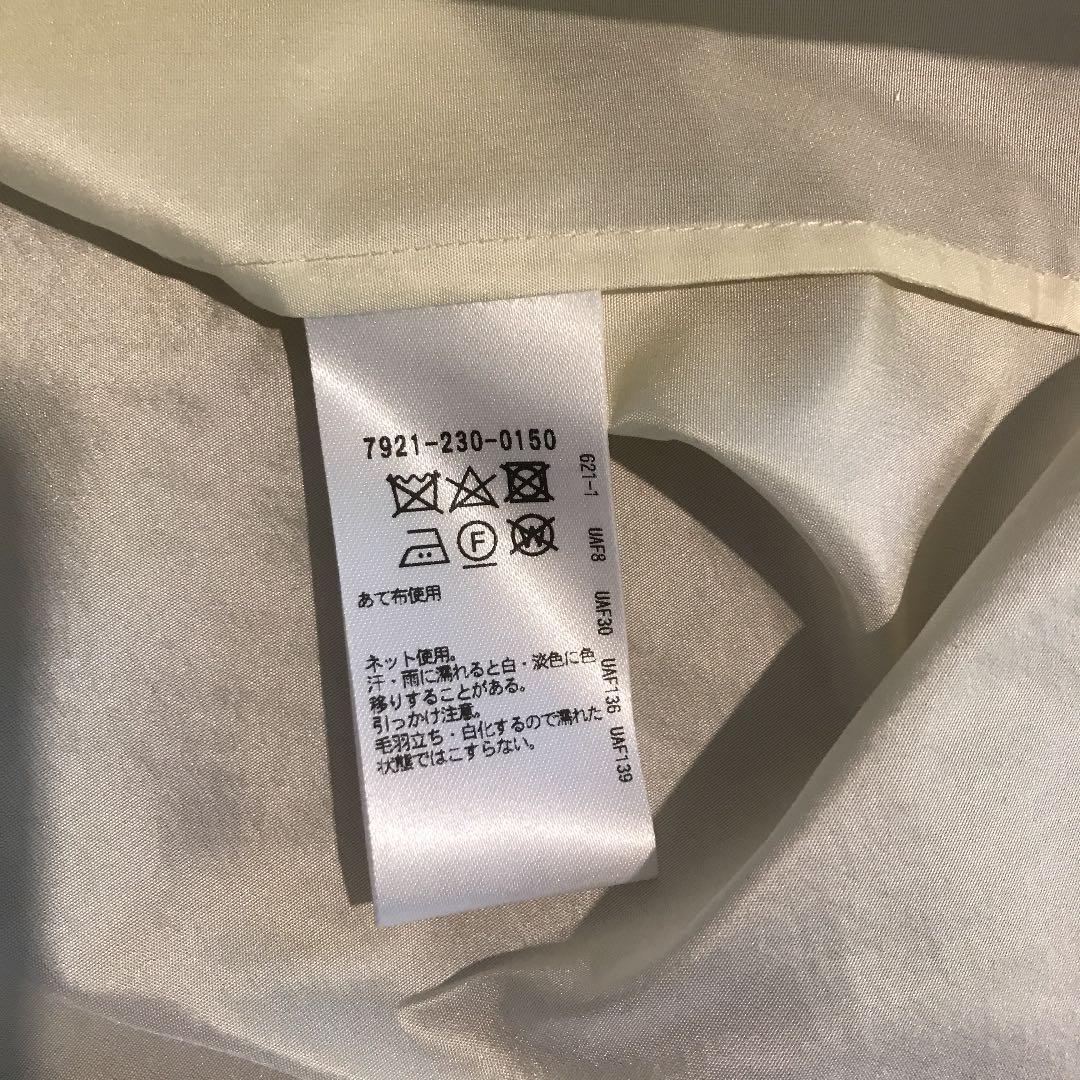 7921-230-0150
F
W
あて布使用
ネット使用。
汗・雨に濡れると白・淡色に色
移りすることがある。
引っかけ注意。
毛羽立ち・白化するので濡れた
状態ではこすらない。
621-1 UAF8 UAF30 UAF136 UAF139